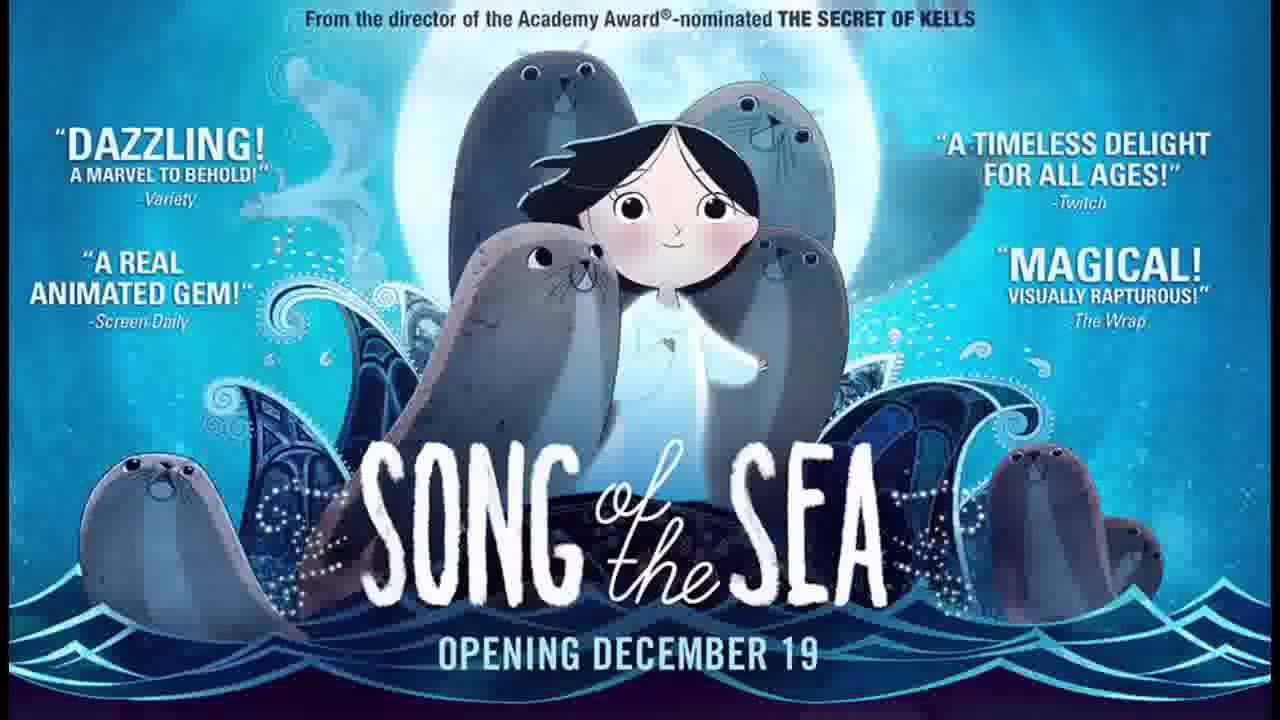 From the director of the Academy Award®-nominated THE SECRET OF KELLS
"DAZZLING!
A MARVEL TO BEHOLD!"
-Variety
"A REAL
ANIMATED GEM!"
-Screen Daily
"A TIMELESS DELIGHT
FOR ALL AGES!"
-Twitch
"MAGICAL!
VISUALLY RAPTUROUS!"
-The Wrap
SONG of the SEA
OPENING DECEMBER 19